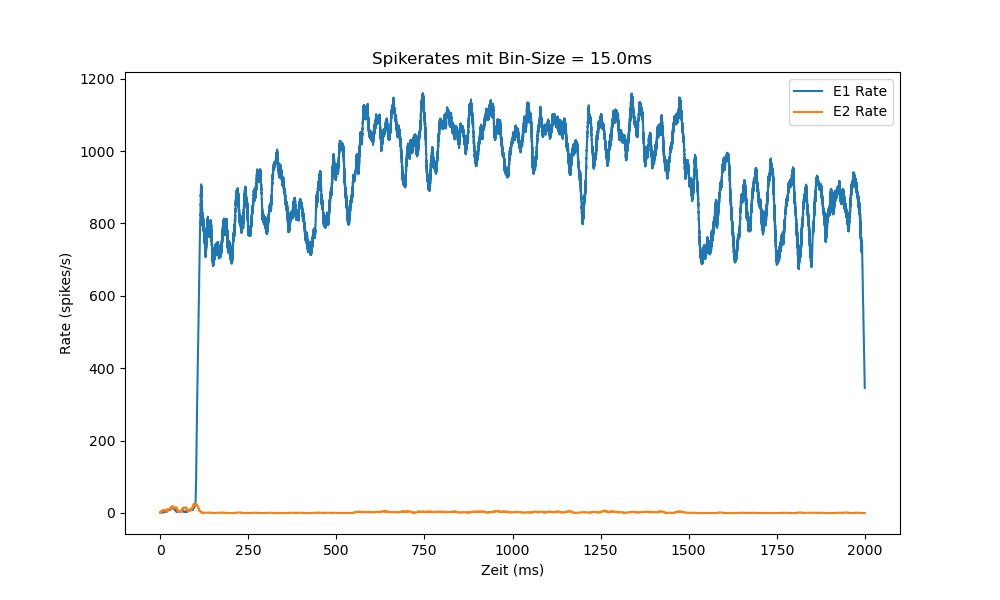 Spikerates mit Bin-Size = 15.0ms
E1 Rate
E2 Rate
1200
1000
800
600
400
200
0
Rate (spikes/s)
0 250 500 750 1000 1250 1500 1750 2000
Zeit (ms)